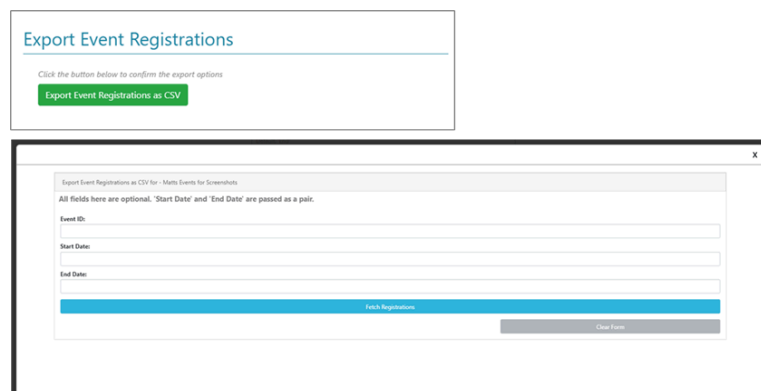 Export Event Registrations
Click the button below to confirm the export options
Export Event Registrations as CSV
X
Export Event Registrations as CSV for - Matts Events for Screenshots
All fields here are optional. 'Start Date' and 'End Date' are passed as a pair.
Event ID:
Start Date:
End Date:
Fetch Registrations
Clear Form